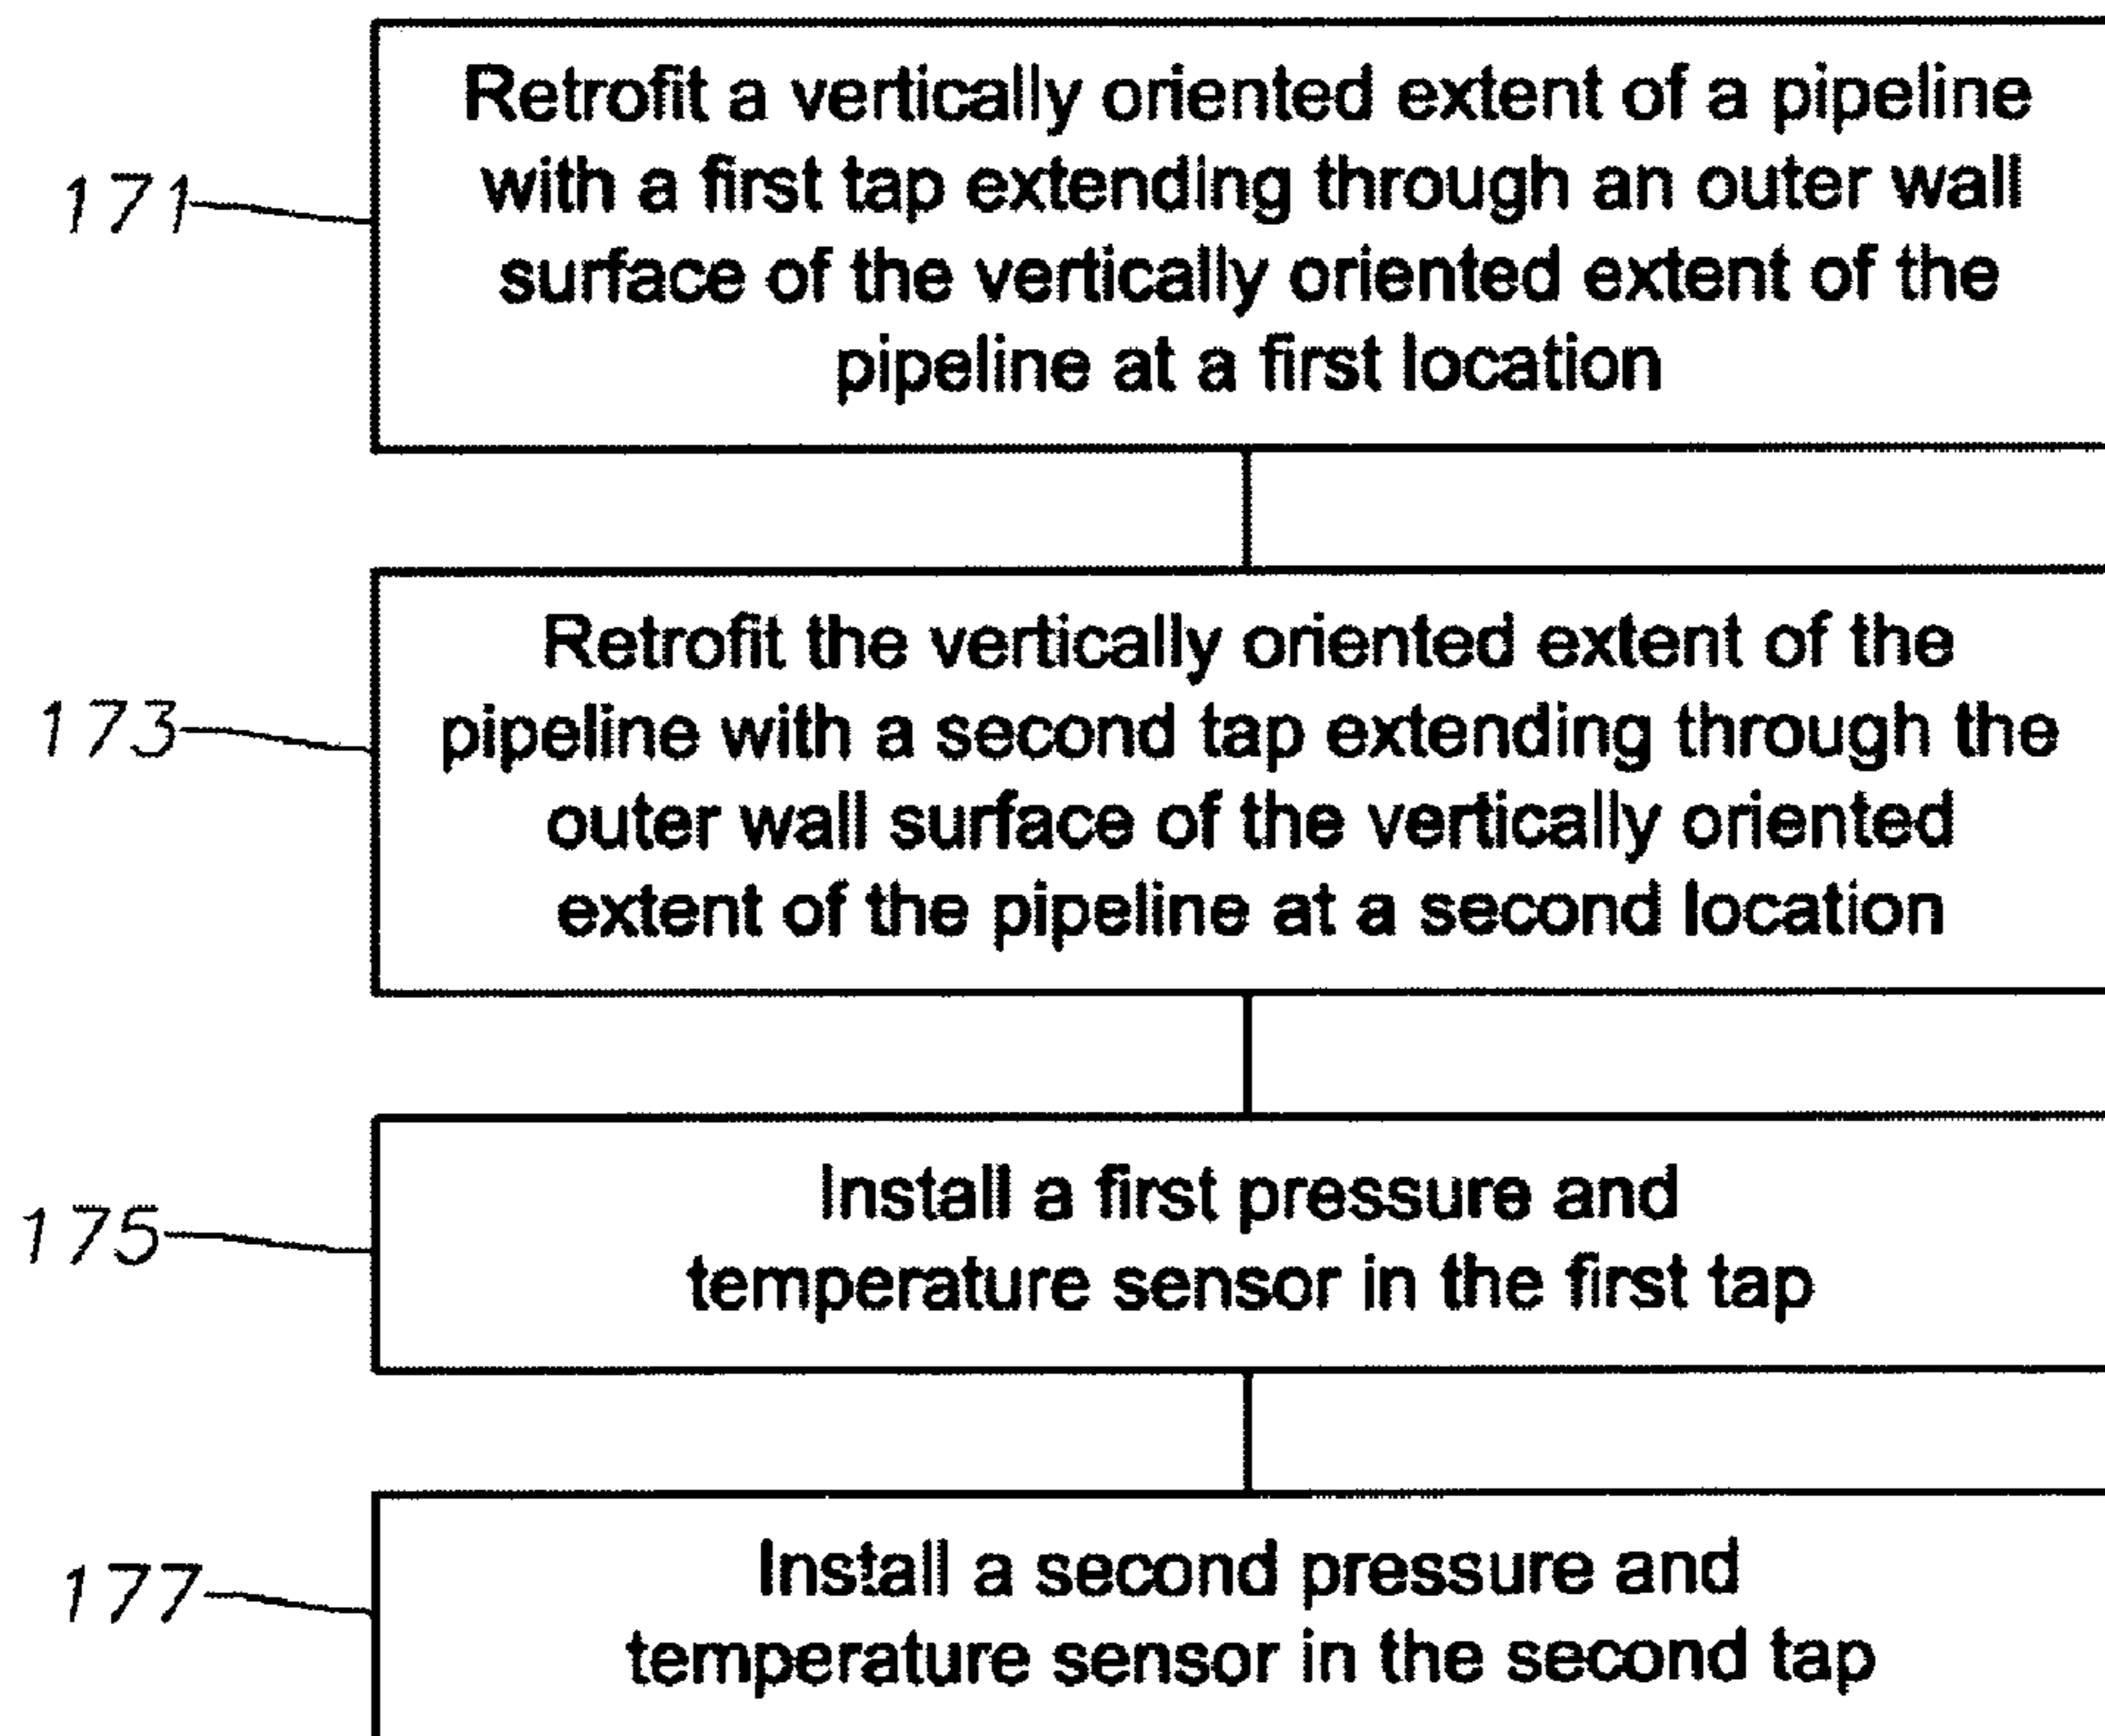 Retrofit a vertically oriented extent of a pipeline
with a first tap extending through an outer wall
surface of the vertically oriented extent of the
pipeline at a first location
171
Retrofit the vertically oriented extent of the
pipeline with a second tap extending through the
outer wall surface of the vertically oriented
extent of the pipeline at a second location
173
Install a first pressure and
temperature sensor in the first tap
175
Install a second pressure and
temperature sensor in the second tap
177